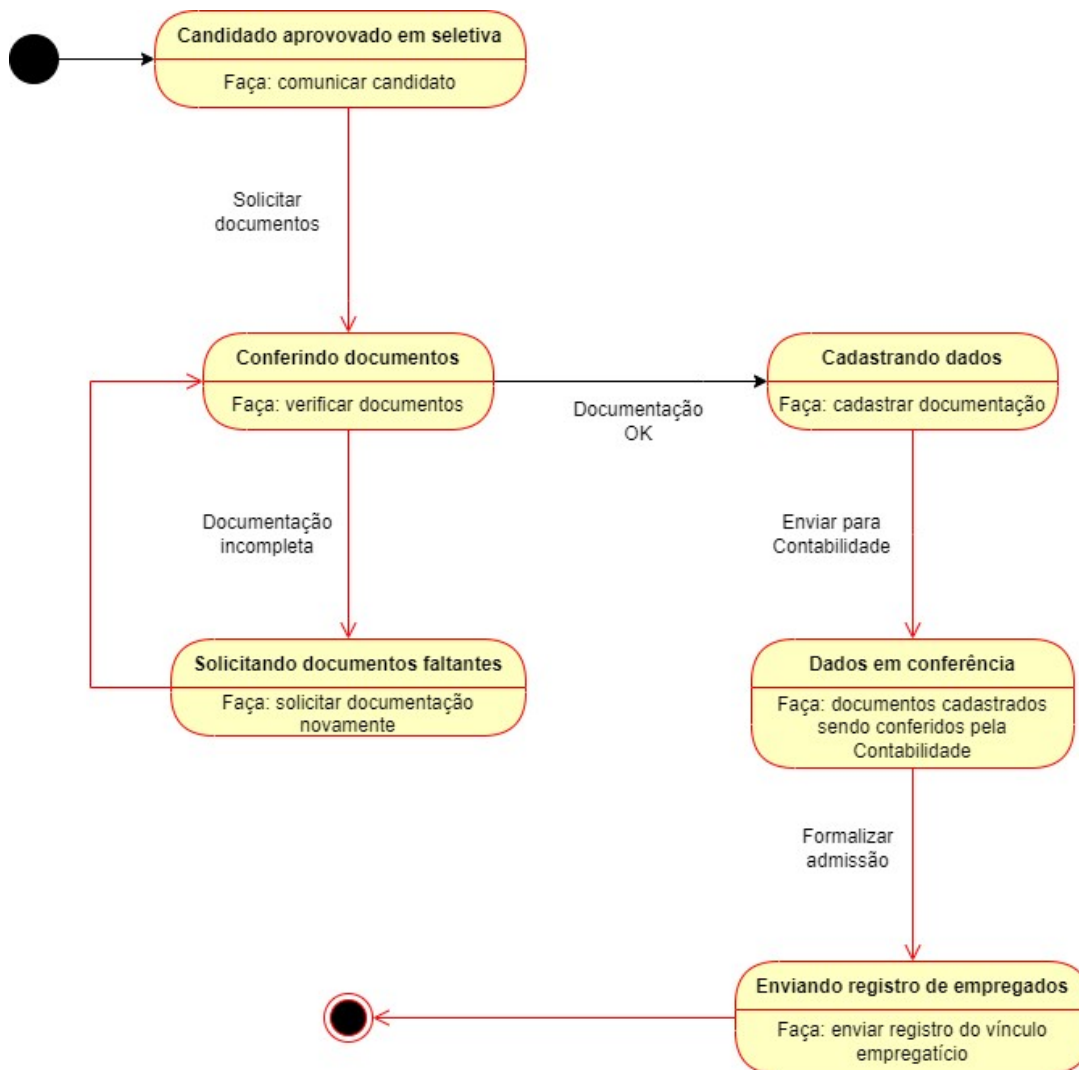 Candidado aprovovado em seletiva
Faça: comunicar candidato
Solicitar
documentos
Conferindo documentos
Faça: verificar documentos
Documentação
OK
Cadastrando dados
Faça: cadastrar documentação
Documentação
incompleta
Enviar para
Contabilidade
Solicitando documentos faltantes
Faça: solicitar documentação
novamente
Dados em conferência
Faça: documentos cadastrados
sendo conferidos pela
Contabilidade
Formalizar
admissão
Enviando registro de empregados
Faça: enviar registro do vínculo
empregatício